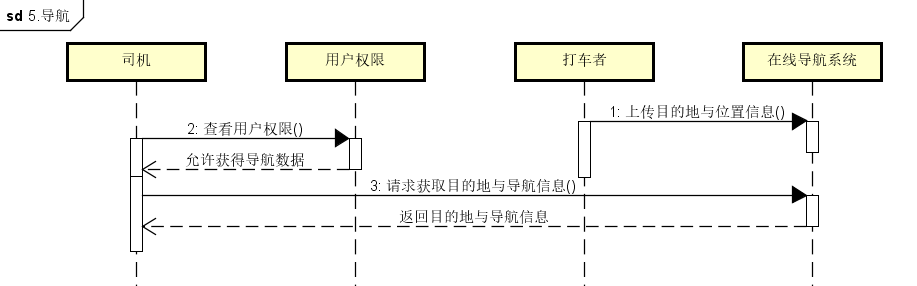 sd 5.导航
司机
用户权限
打车者
在线导航系统
1: 上传目的地与位置信息()
2: 查看用户权限()
允许获得导航数据
3: 请求获取目的地与导航信息()
返回目的地与导航信息